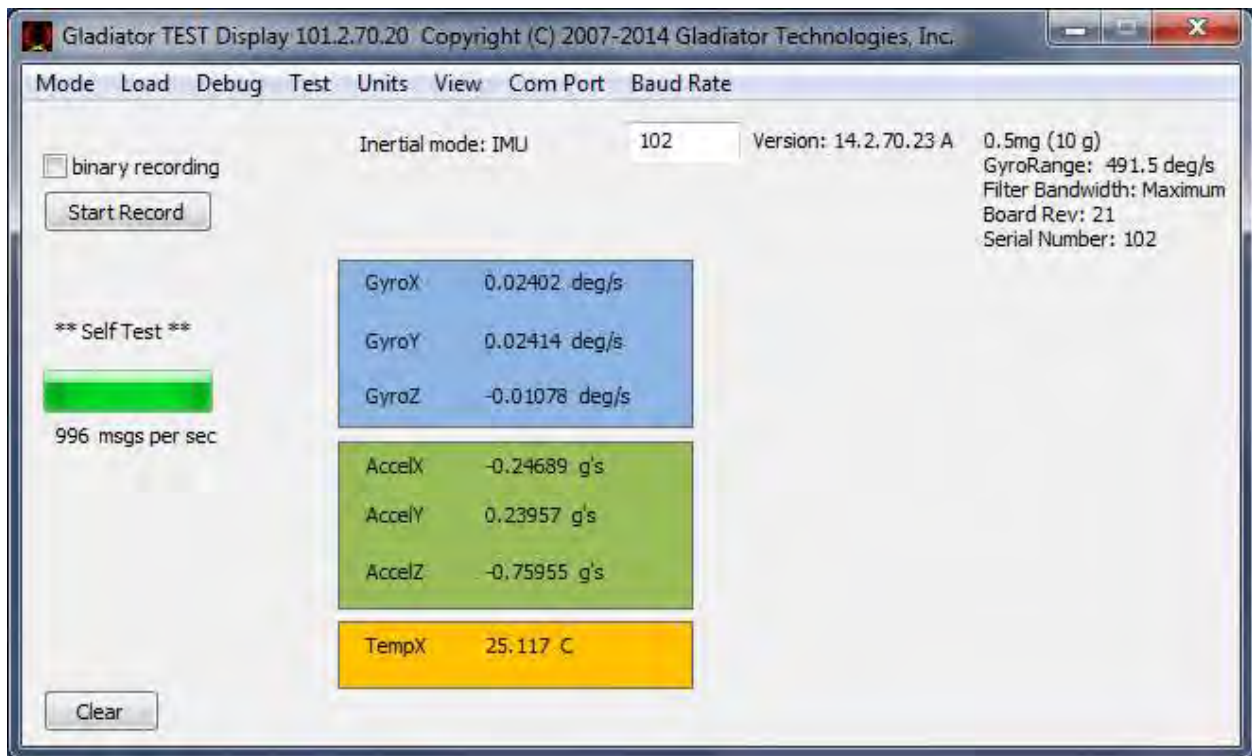 Gladiator TEST Display 101.2.70.20 Copyright (C) 2007-2014 Gladiator Technologies, Inc.
Mode Load Debug Test Units View Com Port Baud Rate
Inertial mode: IMU 102 Version: 14.2.70.23 A
0.5mg (10 g)
GyroRange: 491.5 deg/s
Filter Bandwidth: Maximum
Board Rev: 21
Serial Number: 102
binary recording
Start Record
** Self Test **
996 msgs per sec
GyroX 0.02402 deg/s
GyroY 0.02414 deg/s
GyroZ -0.01078 deg/s
AccelX -0.24689 g's
AccelY 0.23957 g's
AccelZ -0.75955 g's
TempX 25.117 C
Clear